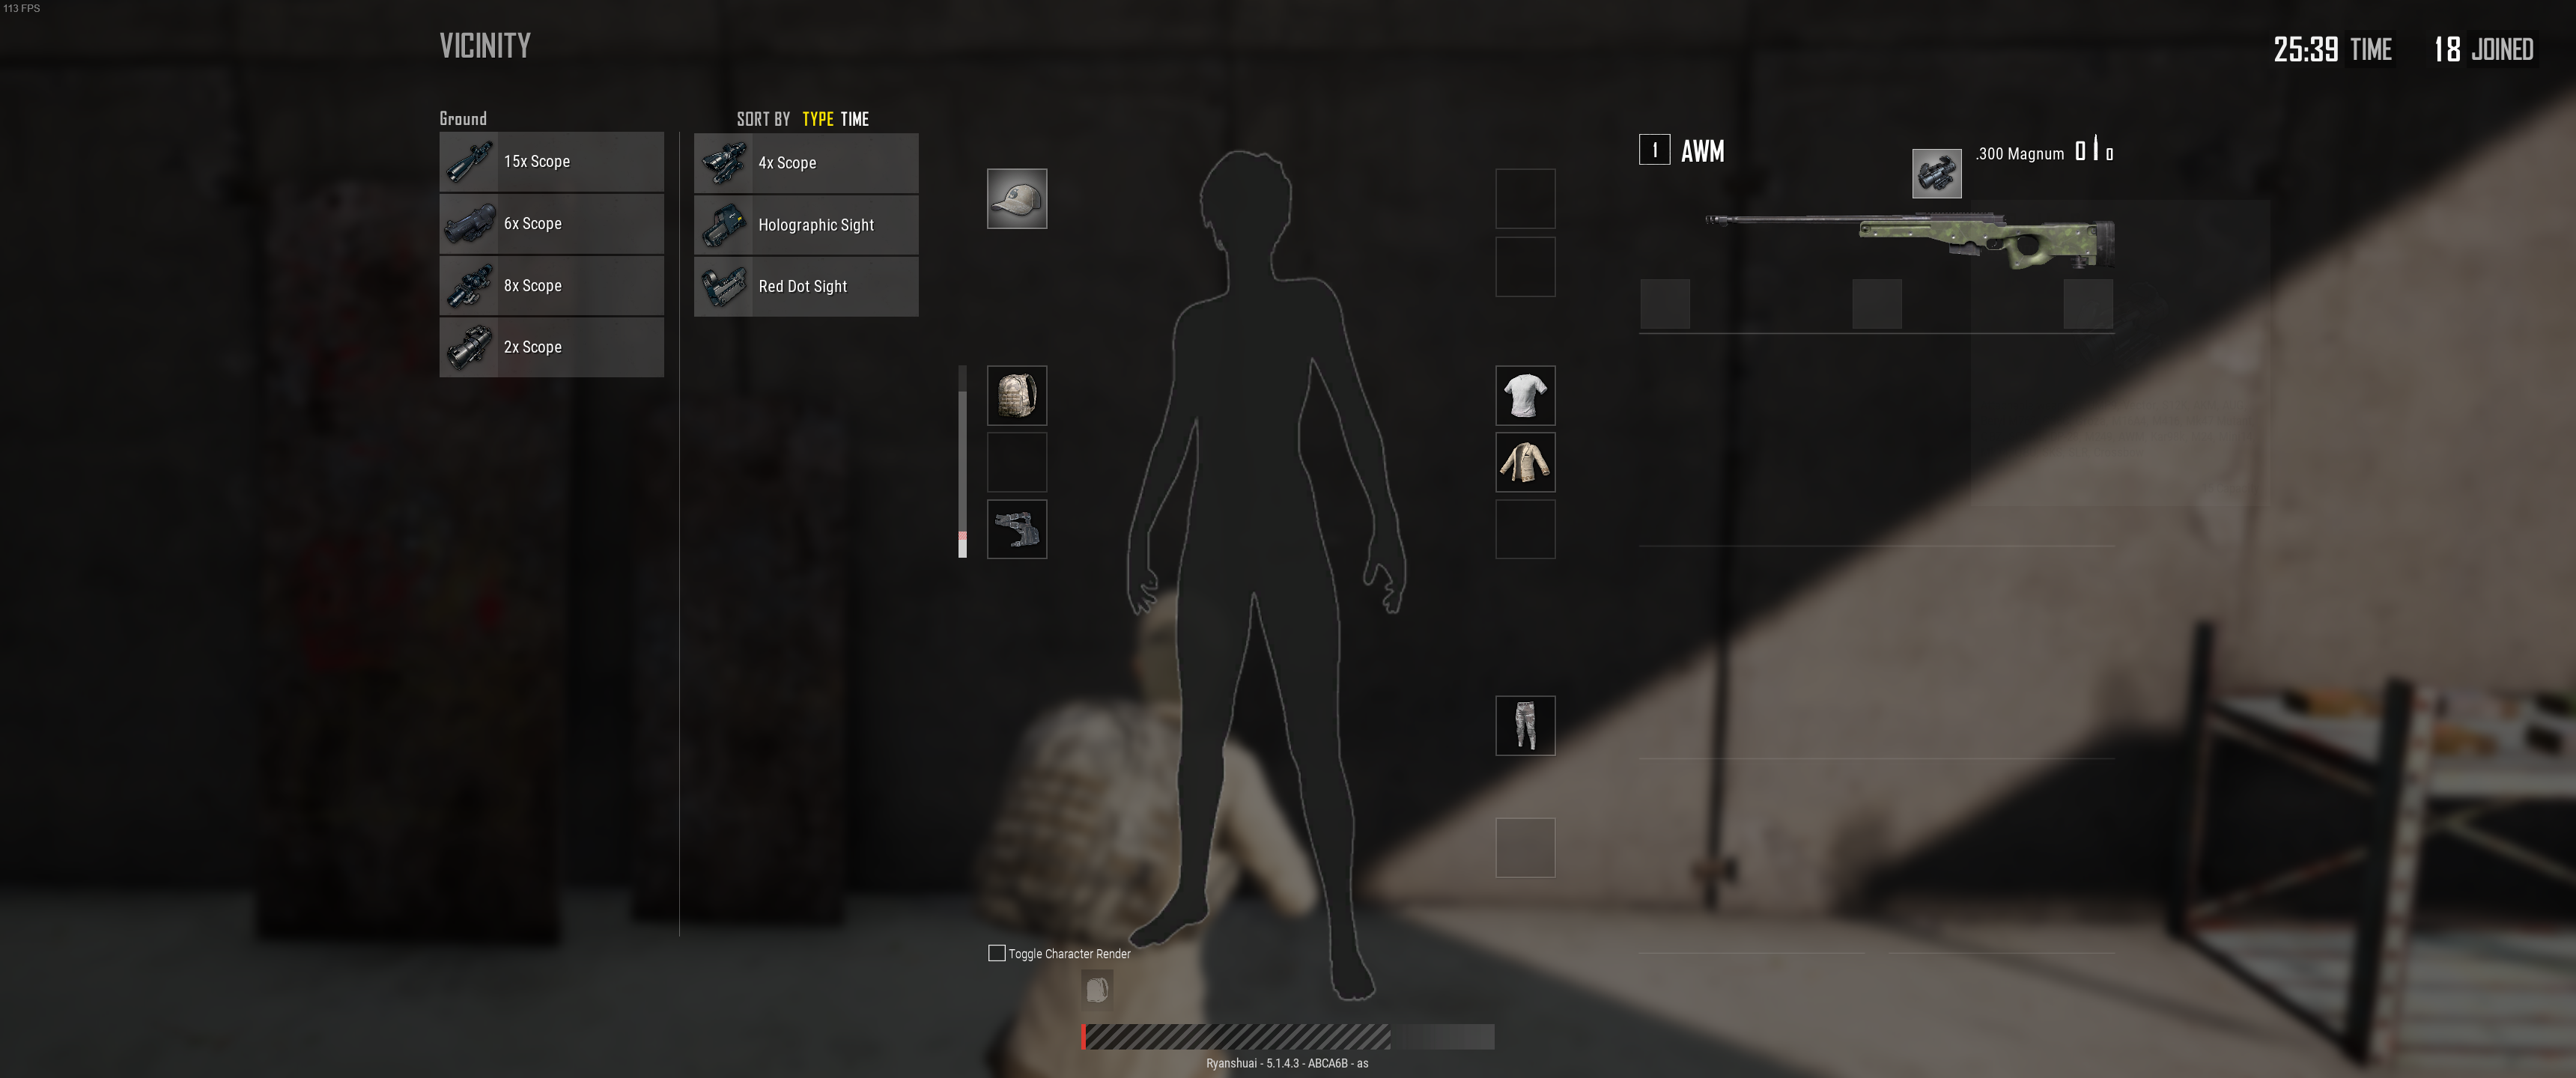 113 FPS
VICINITY
25:39 TIME 18 JOINED
Ground
SORT BY TYPE TIME
15x Scope
6x Scope
8x Scope
2x Scope
4x Scope
Holographic Sight
Red Dot Sight
1 AWM
.300 Magnum 0 0
Toggle Character Render
Ryanshuai - 5.1.4.3 - ABCA6B - as